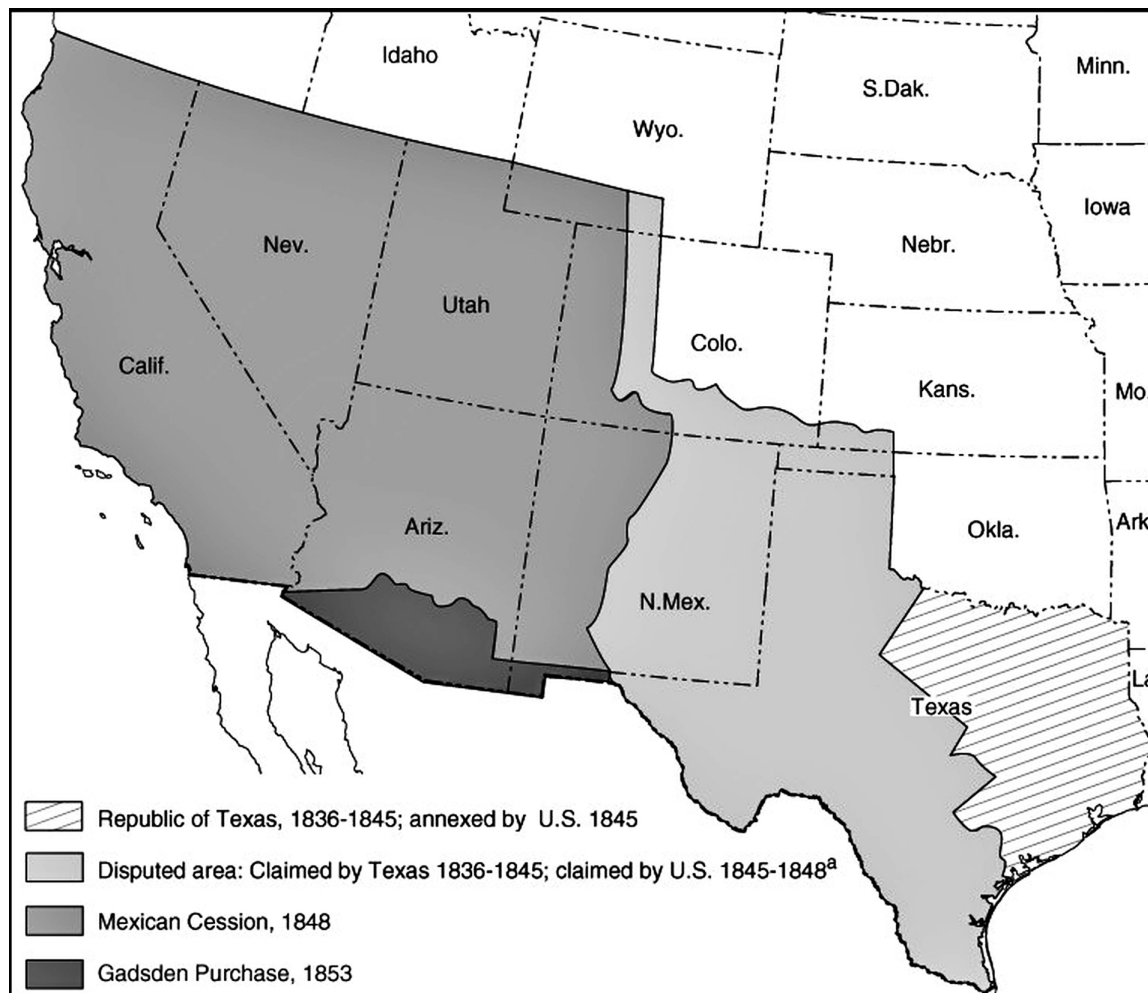 Idaho
Minn.
S.Dak.
Wyo.
Iowa
Nebr.
Nev.
Utah
Colo.
Calif.
Kans.
Mo.
Ariz.
Okla.
Ark
N.Mex.
La
Texas
Republic of Texas, 1836-1845; annexed by U.S. 1845
Disputed area: Claimed by Texas 1836-1845; claimed by U.S. 1845-1848a
Mexican Cession, 1848
Gadsden Purchase, 1853